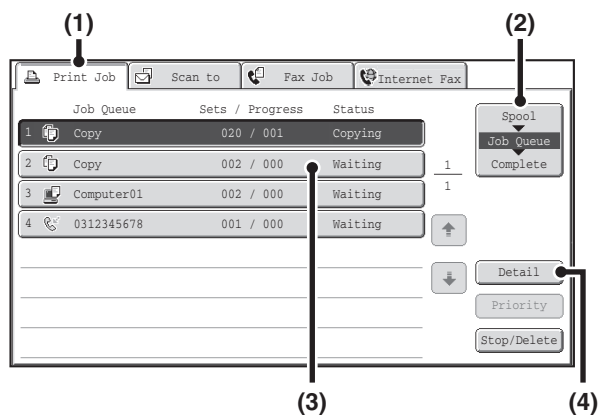 (1) (2)
Print Job Scan to Fax Job Internet Fax
Job Queue Sets / Progress Status
Spool
Job Queue
Complete
1 Copy 020 / 001 Copying
2 Copy 002 / 000 Waiting
3 Computer01 002 / 000 Waiting
4 0312345678 001 / 000 Waiting
1
1
Detail
Priority
Stop/Delete
(3) (4)